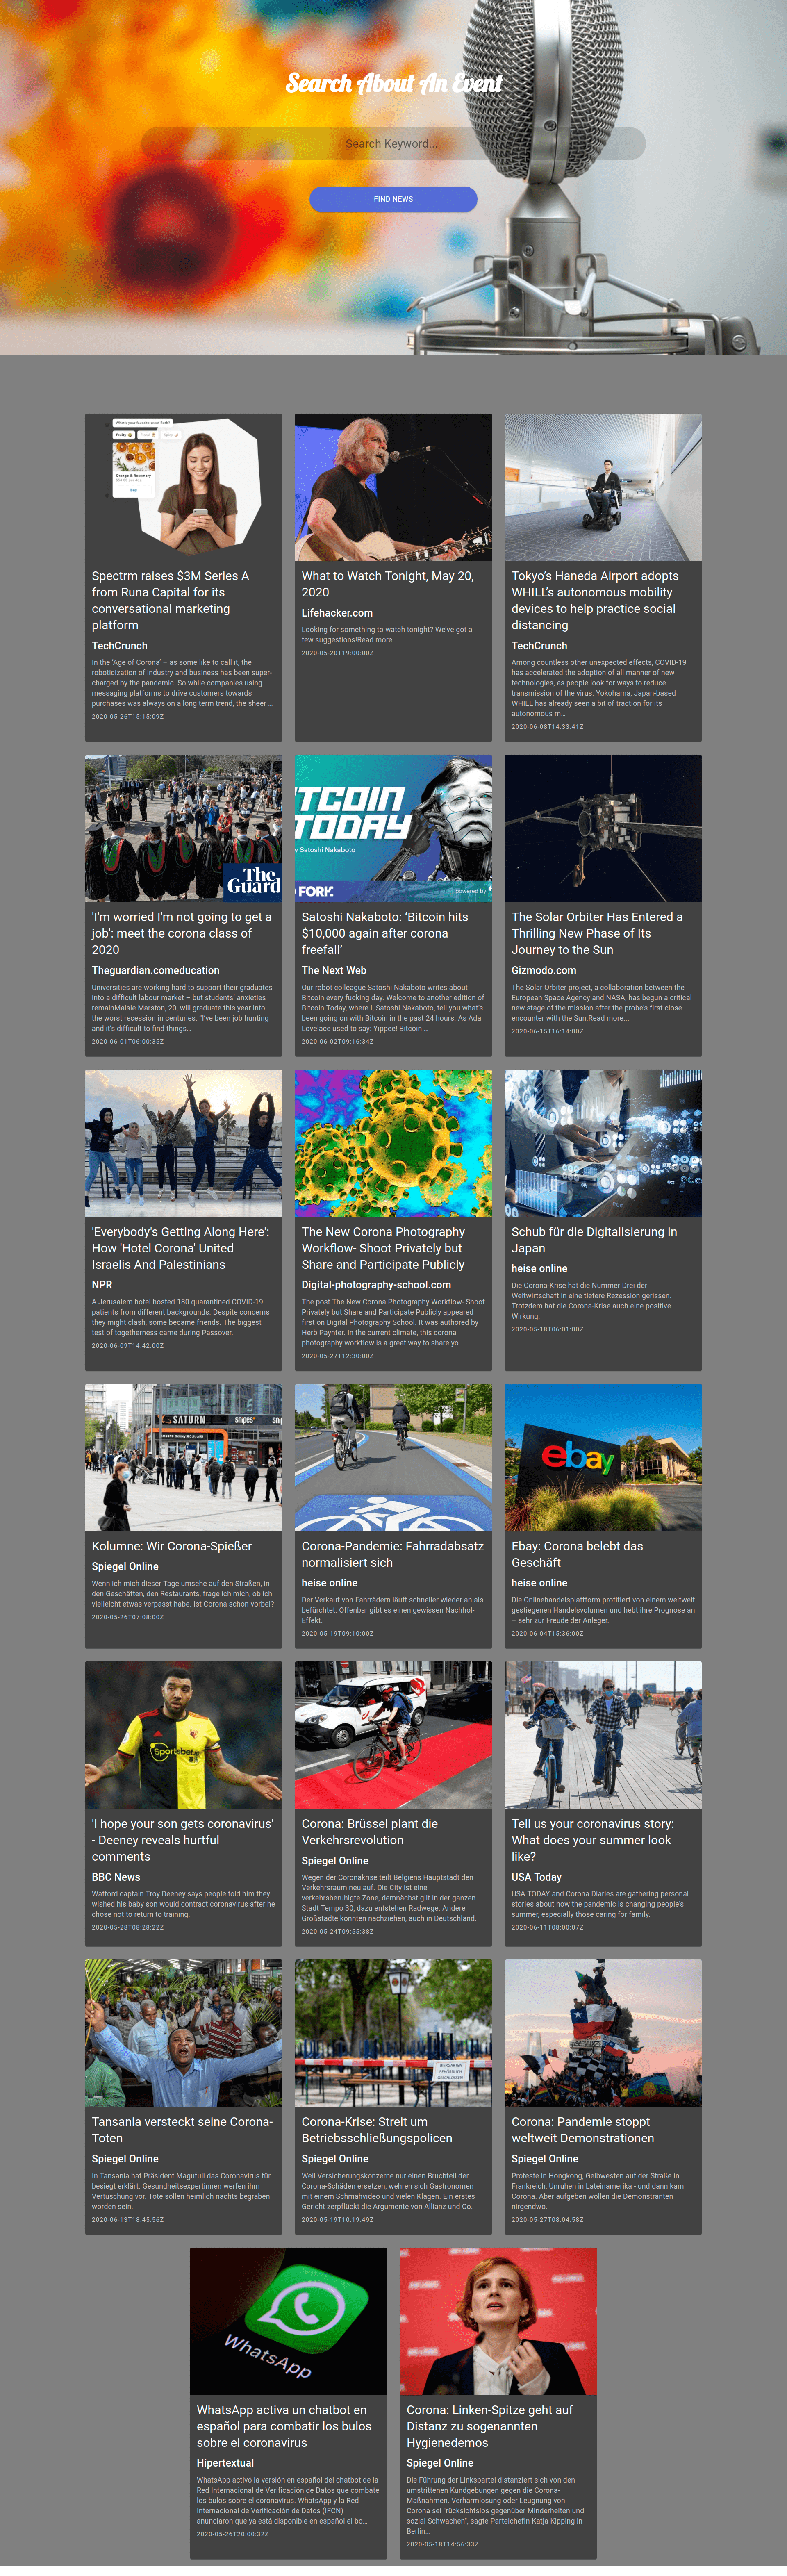 Search About An Event
Search Keyword...
FIND NEWS
What's your favorite scent Beth?
Orange & Rosemary
Buy
Spectrm raises $3M Series A
from Runa Capital for its
conversational marketing
platform
TechCrunch
In the 'Age of Corona' – as some like to call it, the
roboticization of industry and business has been super-
charged by the pandemic. So while companies using
messaging platforms to drive customers towards
purchases was always on a long term trend, the sheer …
2020-05-26T15:15:09Z
What to Watch Tonight, May 20,
2020
Lifehacker.com
Looking for something to watch tonight? We've got a
few suggestions!Read more...
2020-05-20T19:00:00Z
Tokyo's Haneda Airport adopts
WHILL's autonomous mobility
devices to help practice social
distancing
TechCrunch
Among countless other unexpected effects, COVID-19
has accelerated the adoption of all manner of new
technologies, as people look for ways to reduce
transmission of the virus. Yokohama, Japan-based
WHILL has already seen a bit of traction for its
autonomous m…
2020-06-08T14:33:41Z
The
Guard
'I'm worried I'm not going to get a
job': meet the corona class of
2020
Theguardian.comeducation
Universities are working hard to support their graduates
into a difficult labour market – but students' anxieties
remainMaisie Marston, 20, will graduate this year into
the worst recession in centuries. "I've been job hunting
and it's difficult to find things…
2020-06-01T06:00:35Z
TCOIN
TODAY
y Satoshi Nakaboto
FORK.
powered by
Satoshi Nakaboto: 'Bitcoin hits
$10,000 again after corona
freefall'
The Next Web
Our robot colleague Satoshi Nakaboto writes about
Bitcoin every fucking day. Welcome to another edition of
Bitcoin Today, where I, Satoshi Nakaboto, tell you what's
been going on with Bitcoin in the past 24 hours. As Ada
Lovelace used to say: Yippee! Bitcoin …
2020-06-02T09:16:34Z
The Solar Orbiter Has Entered a
Thrilling New Phase of Its
Journey to the Sun
Gizmodo.com
The Solar Orbiter project, a collaboration between the
European Space Agency and NASA, has begun a critical
new stage of the mission after the probe's first close
encounter with the Sun.Read more...
2020-06-15T16:14:00Z
'Everybody's Getting Along Here':
How 'Hotel Corona' United
Israelis And Palestinians
NPR
A Jerusalem hotel hosted 180 quarantined COVID-19
patients from different backgrounds. Despite concerns
they might clash, some became friends. The biggest
test of togetherness came during Passover.
2020-06-09T14:42:00Z
The New Corona Photography
Workflow- Shoot Privately but
Share and Participate Publicly
Digital-photography-school.com
The post The New Corona Photography Workflow- Shoot
Privately but Share and Participate Publicly appeared
first on Digital Photography School. It was authored by
Herb Paynter. In the current climate, this corona
photography workflow is a great way to share yo…
2020-05-27T12:30:00Z
Schub für die Digitalisierung in
Japan
heise online
Die Corona-Krise hat die Nummer Drei der
Weltwirtschaft in eine tiefere Rezession gerissen.
Trotzdem hat die Corona-Krise auch eine positive
Wirkung.
2020-05-18T06:01:00Z
SATURN
snipes
Kolumne: Wir Corona-Spießer
Spiegel Online
Wenn ich mich dieser Tage umsehe auf den Straßen, in
den Geschäften, den Restaurants, frage ich mich, ob ich
vielleicht etwas verpasst habe. Ist Corona schon vorbei?
2020-05-26T07:08:00Z
Corona-Pandemie: Fahrradabsatz
normalisiert sich
heise online
Der Verkauf von Fahrrädern läuft schneller wieder an als
befürchtet. Offenbar gibt es einen gewissen Nachhol-
Effekt.
2020-05-19T09:10:00Z
ebay
Ebay: Corona belebt das
Geschäft
heise online
Die Onlinehandelsplattform profitiert von einem weltweit
gestiegenen Handelsvolumen und hebt ihre Prognose an
– sehr zur Freude der Anleger.
2020-06-04T15:36:00Z
Sportsbet
'I hope your son gets coronavirus'
- Deeney reveals hurtful
comments
BBC News
Watford captain Troy Deeney says people told him they
wished his baby son would contract coronavirus after he
chose not to return to training.
2020-05-28T08:28:22Z
Corona: Brüssel plant die
Verkehrsrevolution
Spiegel Online
Wegen der Coronakrise teilt Belgiens Hauptstadt den
Verkehrsraum neu auf. Die City ist eine
verkehrsberuhigte Zone, demnächst gilt in der ganzen
Stadt Tempo 30, dazu entstehen Radwege. Andere
Großstädte könnten nachziehen, auch in Deutschland.
2020-05-24T09:55:38Z
Tell us your coronavirus story:
What does your summer look
like?
USA Today
USA TODAY and Corona Diaries are gathering personal
stories about how the pandemic is changing people's
summer, especially those caring for family.
2020-06-11T08:00:07Z
Tansania versteckt seine Corona-
Toten
Spiegel Online
In Tansania hat Präsident Magufuli das Coronavirus für
besiegt erklärt. Gesundheitsexpertinnen werfen ihm
Vertuschung vor. Tote sollen heimlich nachts begraben
worden sein.
2020-06-13T18:45:56Z
BIERGARTEN
BEHÖRDLICH
GESCHLOSSEN
Corona-Krise: Streit um
Betriebsschließungspolicen
Spiegel Online
Weil Versicherungskonzerne nur einen Bruchteil der
Corona-Schäden ersetzen, wehren sich Gastronomen
mit einem Schmähvideo und vielen Klagen. Ein erstes
Gericht zerpflückt die Argumente von Allianz und Co.
2020-05-19T10:19:49Z
Corona: Pandemie stoppt
weltweit Demonstrationen
Spiegel Online
Proteste in Hongkong, Gelbwesten auf der Straße in
Frankreich, Unruhen in Lateinamerika - und dann kam
Corona. Aber aufgeben wollen die Demonstranten
nirgendwo.
2020-05-27T08:04:58Z
WhatsApp
WhatsApp activa un chatbot en
español para combatir los bulos
sobre el coronavirus
Hipertextual
WhatsApp activó la versión en español del chatbot de la
Red Internacional de Verificación de Datos que combate
los bulos sobre el coronavirus. WhatsApp y la Red
Internacional de Verificación de Datos (IFCN)
anunciaron que ya está disponible en español el bo…
2020-05-26T20:00:32Z
Corona: Linken-Spitze geht auf
Distanz zu sogenannten
Hygienedemos
Spiegel Online
Die Führung der Linkspartei distanziert sich von den
umstrittenen Kundgebungen gegen die Corona-
Maßnahmen. Verharmlosung oder Leugnung von
Corona sei "rücksichtslos gegenüber Minderheiten und
sozial Schwachen", sagte Parteichefin Katja Kipping in
Berlin…
2020-05-18T14:56:33Z